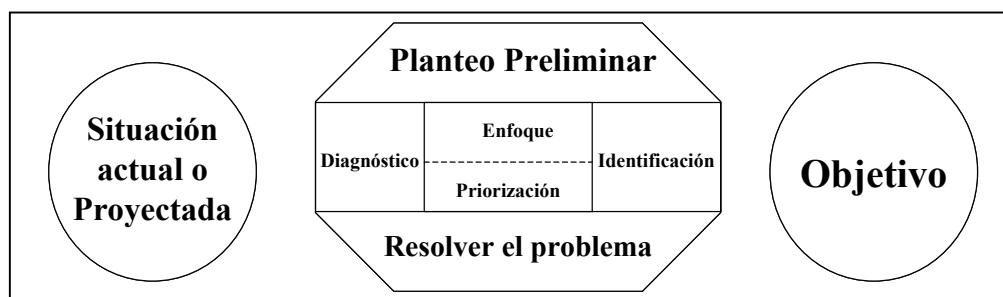 Situación
actual o
Proyectada
Planteo Preliminar
Diagnóstico
Enfoque
Priorización
Identificación
Resolver el problema
Objetivo